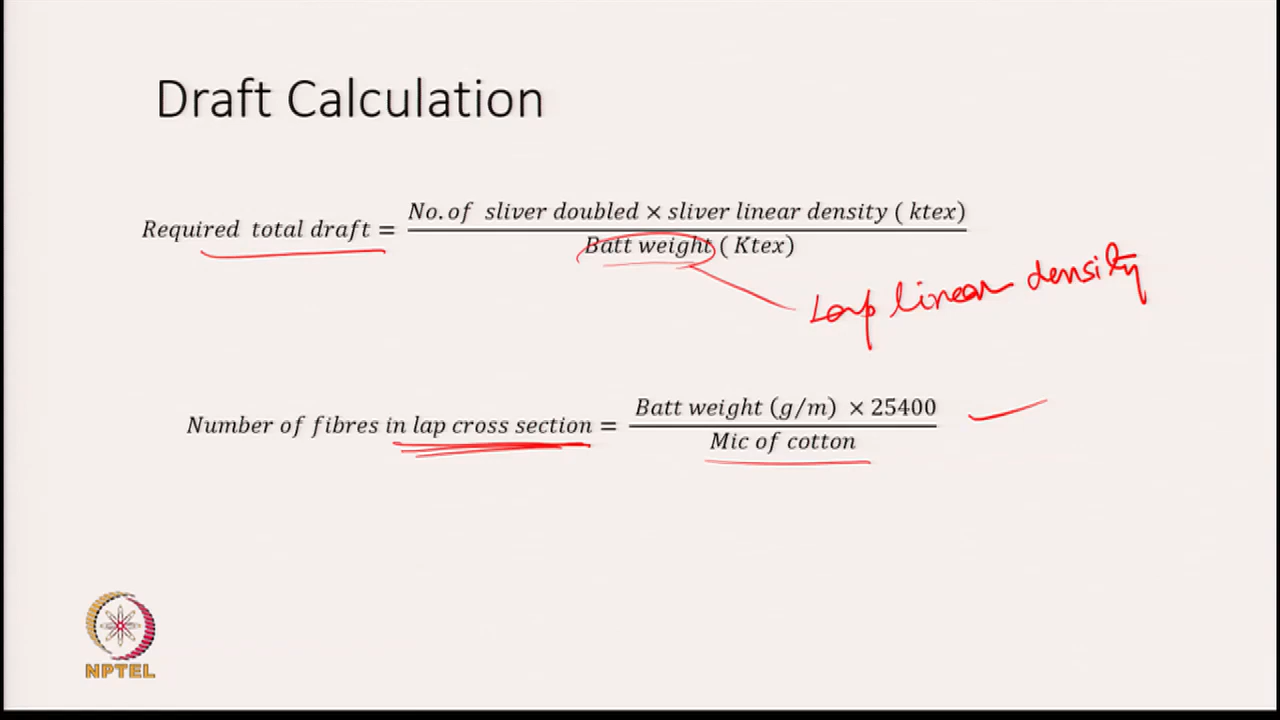 Draft Calculation
Required total draft = No. of sliver doubled × sliver linear density ( ktex)
Batt weight ( Ktex)
Lap linear density
Number of fibres in lap cross section = Batt weight (g/m) × 25400
Mic of cotton
NPTEL